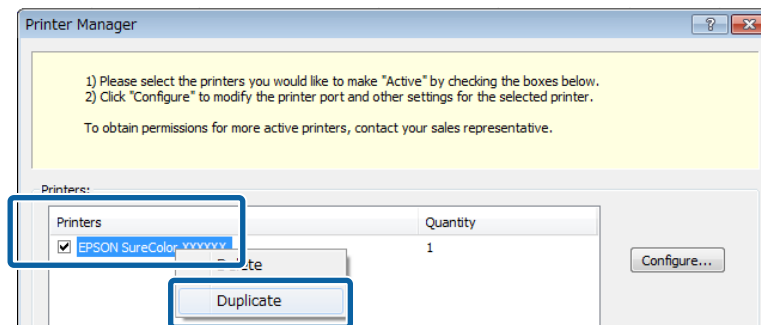 Printer Manager
1) Please select the printers you would like to make "Active" by checking the boxes below.
2) Click "Configure" to modify the printer port and other settings for the selected printer.
To obtain permissions for more active printers, contact your sales representative.
Printers:
Printers Quantity
EPSON SureColor XXXXXX 1
Delete
Configure...
Duplicate